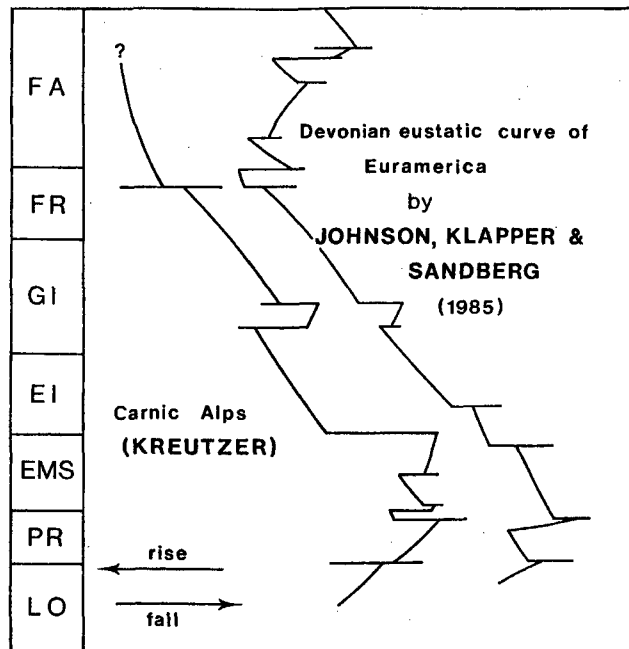 ?
FA
Devonian eustatic curve of
Euramerica
by
JOHNSON, KLAPPER &
SANDBERG
(1985)
FR
GI
EI
Carnic Alps
(KREUTZER)
EMS
PR
rise
LO
fall